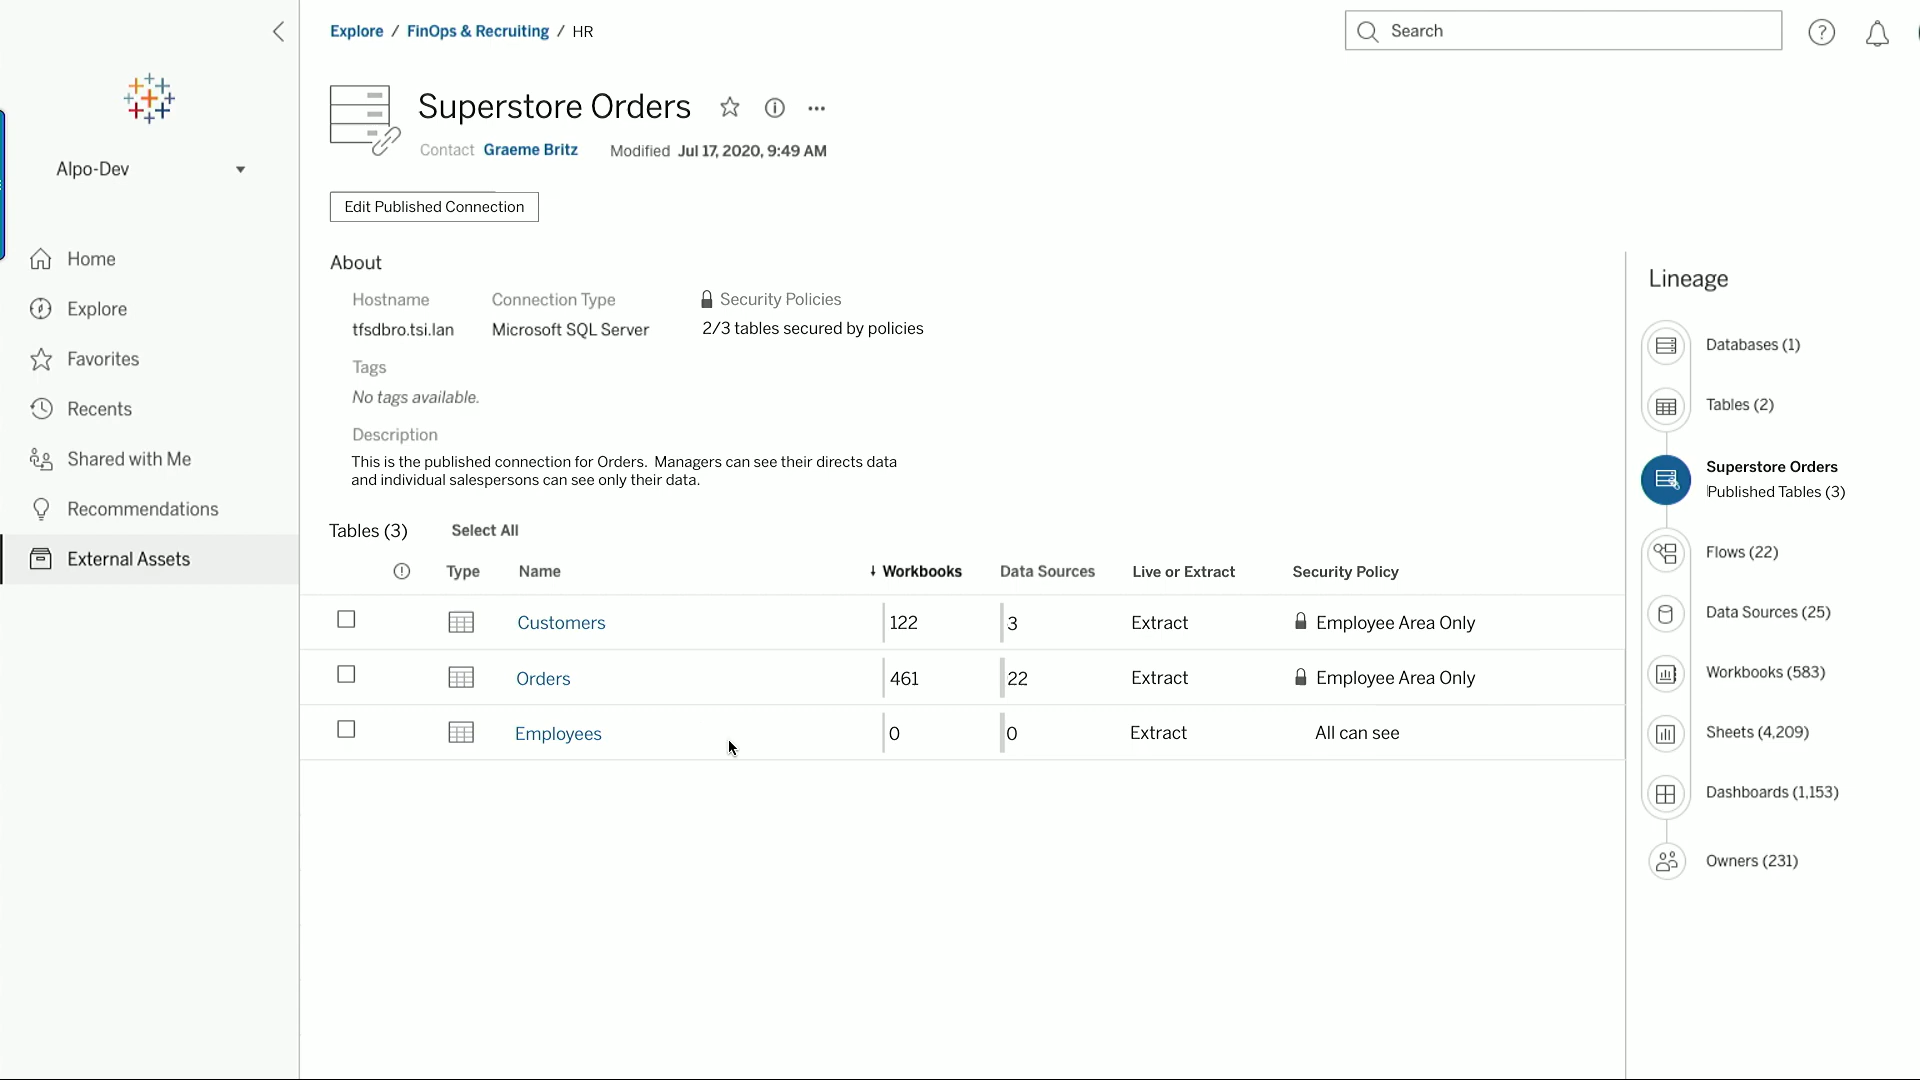 Explore / FinOps & Recruiting / HR
Search
Superstore Orders
Contact Graeme Britz Modified Jul 17, 2020, 9:49 AM
Alpo-Dev
Edit Published Connection
Home
Explore
Favorites
Recents
Shared with Me
Recommendations
External Assets
About
Hostname Connection Type Security Policies
tfsdbro.tsi.lan Microsoft SQL Server 2/3 tables secured by policies
Tags
No tags available.
Description
This is the published connection for Orders. Managers can see their directs data
and individual salespersons can see only their data.
Tables (3) Select All
Type Name Workbooks Data Sources Live or Extract Security Policy
Customers 122 3 Extract Employee Area Only
Orders 461 22 Extract Employee Area Only
Employees 0 0 Extract All can see
Lineage
Databases (1)
Tables (2)
Superstore Orders
Published Tables (3)
Flows (22)
Data Sources (25)
Workbooks (583)
Sheets (4,209)
Dashboards (1,153)
Owners (231)